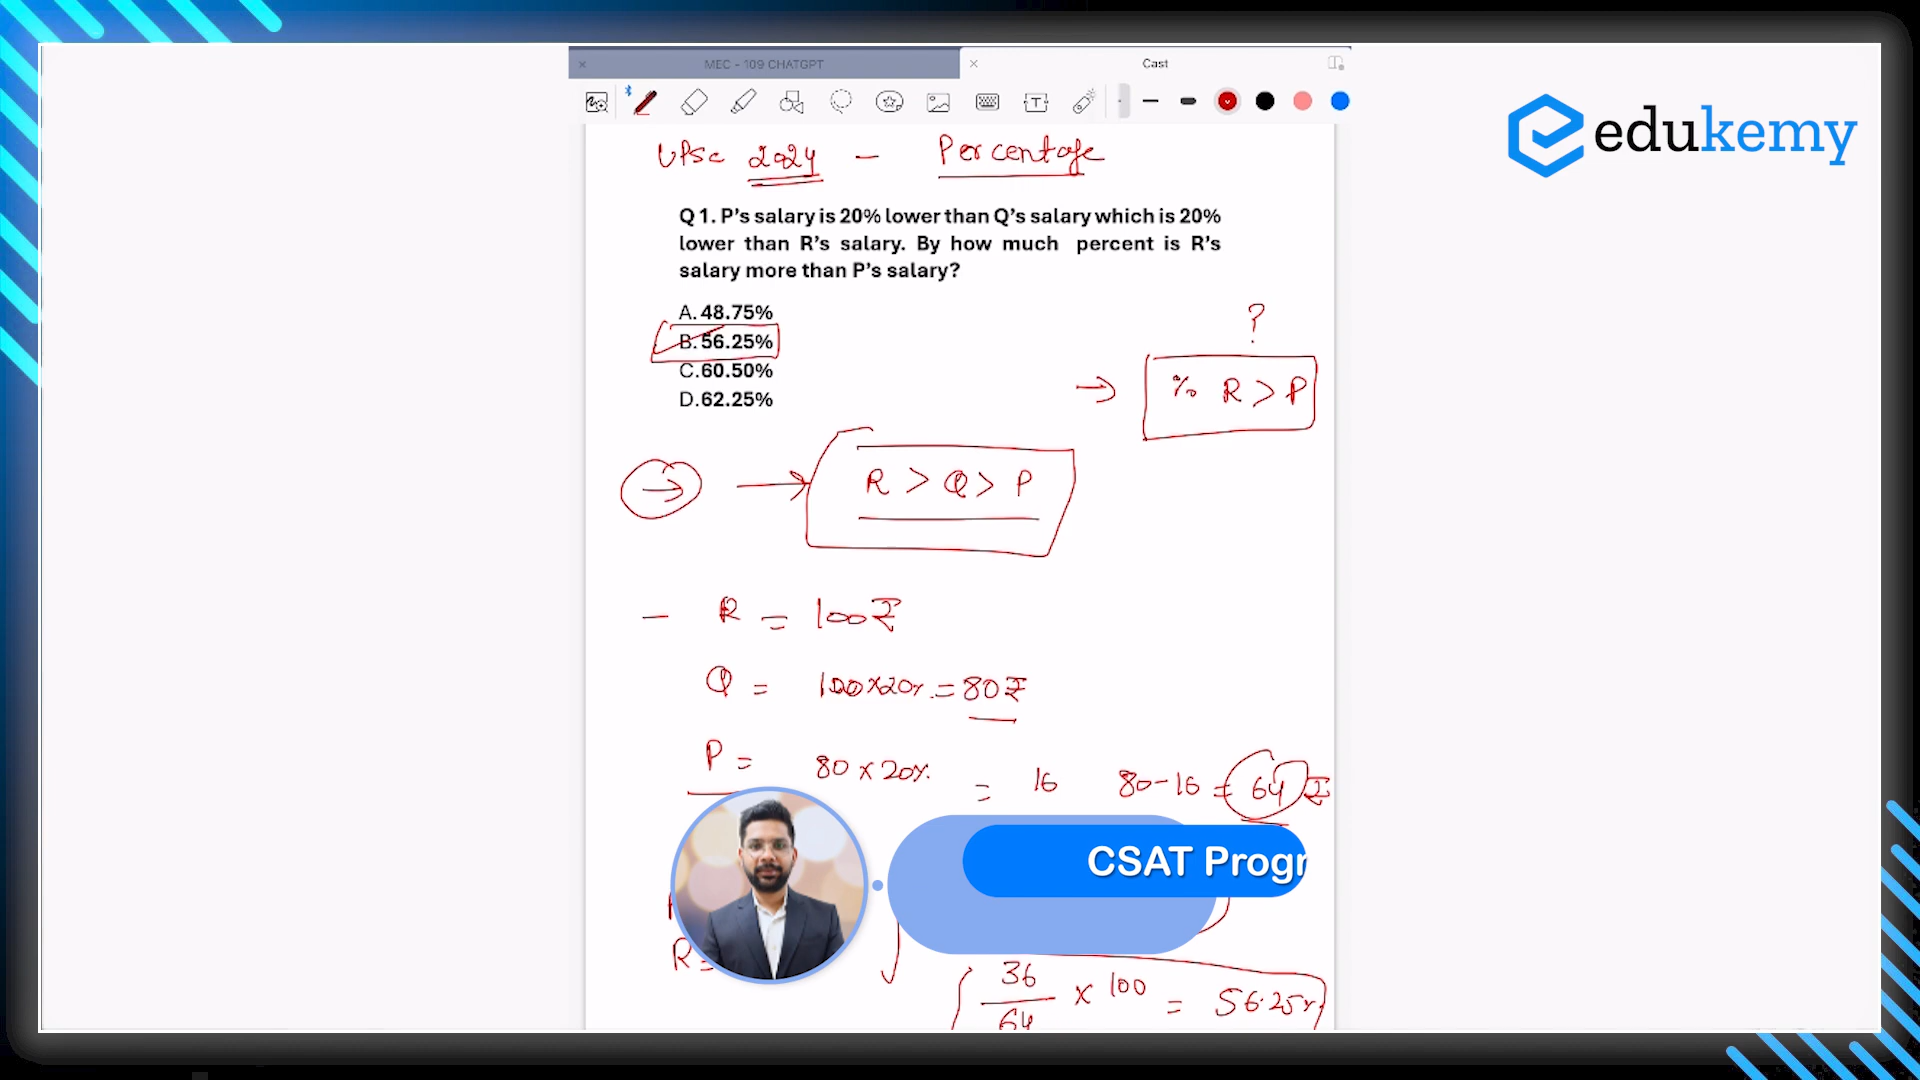 MEC - 109 CHATGPT
Cast
edukemy
UPSC 2024 - Percentage
Q 1. P's salary is 20% lower than Q's salary which is 20%
lower than R's salary. By how much percent is R's
salary more than P's salary?
A. 48.75%
B. 56.25%
C. 60.50%
D. 62.25%
?
→ % R > P
→ → R > Q > P
- R = 100₹
Q = 100x20%. = 80₹
P = 80 x 20% = 16 80-16 = 64₹
CSAT Progr
R =
36/64 x 100 = 56.25%